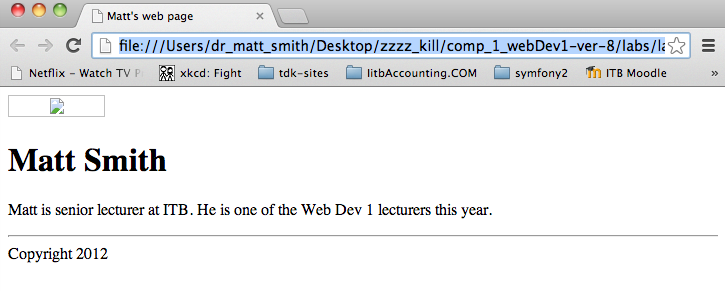 Matt's web page
file:///Users/dr_matt_smith/Desktop/zzzz_kill/comp_1_webDev1-ver-8/labs/la
Netflix - Watch TV P xkcd: Fight tdk-sites litbAccounting.COM symfony2 ITB Moodle »
Matt Smith
Matt is senior lecturer at ITB. He is one of the Web Dev 1 lecturers this year.
Copyright 2012